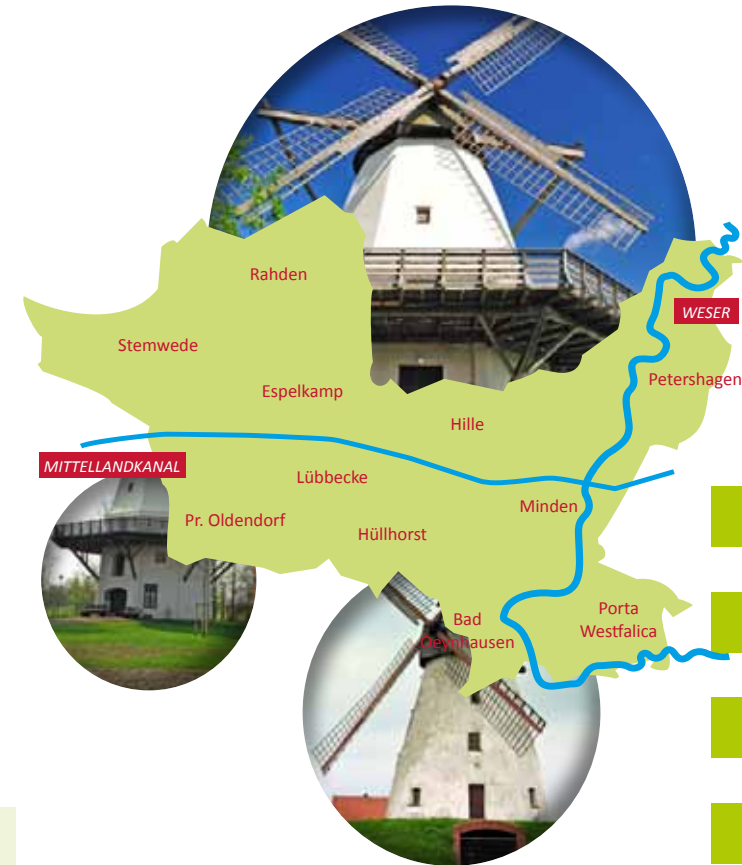 Rahden
WESER
Stemwede
Petershagen
Espelkamp
Hille
MITTELLANDKANAL
Lübbecke
Minden
Pr. Oldendorf
Hüllhorst
Porta
Westfalica
Bad
Oeynhausen